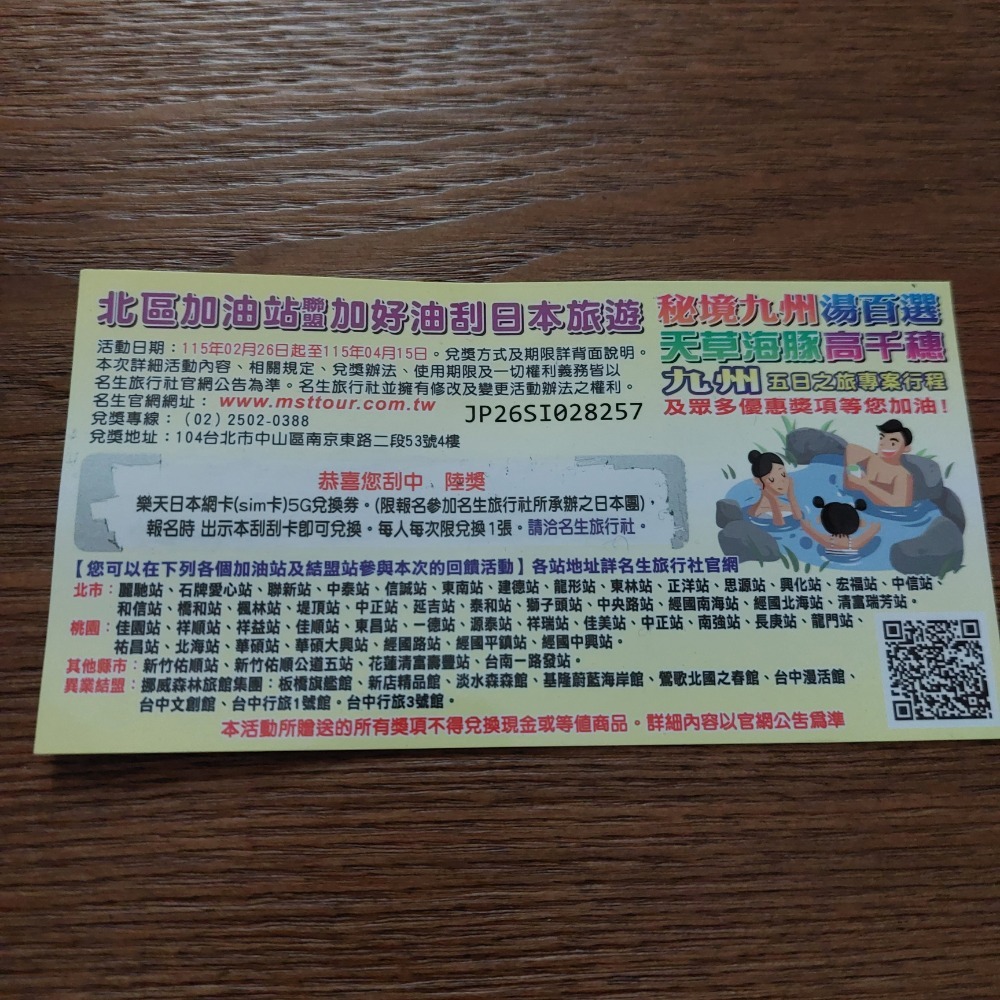 北區加油站聯盟加好油刮日本旅遊
活動日期：115年02月26日起至115年04月15日。兌獎方式及期限詳背面說明。
本次詳細活動內容、相關規定、兌獎辦法、使用期限及一切權利義務皆以
名生旅行社官網公告為準。名生旅行社並擁有修改及變更活動辦法之權利。
名生官網網址： www.msttour.com.tw
兌獎專線：（02）2502-0388
JP26SI028257
兌獎地址：104台北市中山區南京東路二段53號4樓
秘境九州湯百選
天草海豚高千穗
九州五日之旅專案行程
及眾多優惠獎項等您加油！
恭喜您刮中 陸獎
樂天日本網卡(sim卡)5G兌換券。(限報名參加名生旅行社所承辦之日本團)，
報名時 出示本刮刮卡即可兌換。每人每次限兌換1張。請洽名生旅行社。
【您可以在下列各個加油站及結盟站參與本次的回饋活動】各站地址詳名生旅行社官網
北市：麗馳站、石牌愛心站、聯新站、中泰站、信誠站、東南站、建德站、龍形站、東林站、正洋站、思源站、興化站、宏福站、中信站、
和信站、橋和站、楓林站、堤頂站、中正站、延吉站、泰和站、獅子頭站、中央路站、經國南海站、經國北海站、清富瑞芳站。
桃園：佳園站、祥順站、祥益站、佳順站、東昌站、一德站、源泰站、祥瑞站、佳美站、中正站、南強站、長庚站、龍門站、
祐昌站、北海站、華碩站、華碩大興站、經國路站、經國平鎮站、經國中興站。
其他縣市：新竹佑順站、新竹佑順公道五站、花蓮清富壽豐站、台南一路發站。
異業結盟：挪威森林旅館集團：板橋旗艦館、新店精品館、淡水森森館、基隆蔚藍海岸館、鶯歌北國之春館、台中漫活館、
台中文創館、台中行旅1號館。台中行旅3號館。
本活動所贈送的所有獎項不得兌換現金或等值商品。詳細內容以官網公告為準